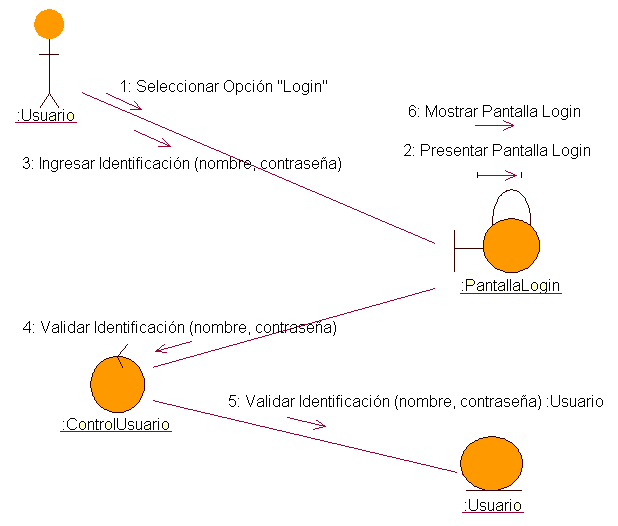 1: Seleccionar Opción "Login"
:Usuario
3: Ingresar Identificación (nombre, contraseña)
6: Mostrar Pantalla Login
2: Presentar Pantalla Login
:PantallaLogin
4: Validar Identificación (nombre, contraseña)
:ControlUsuario
5: Validar Identificación (nombre, contraseña) :Usuario
:Usuario